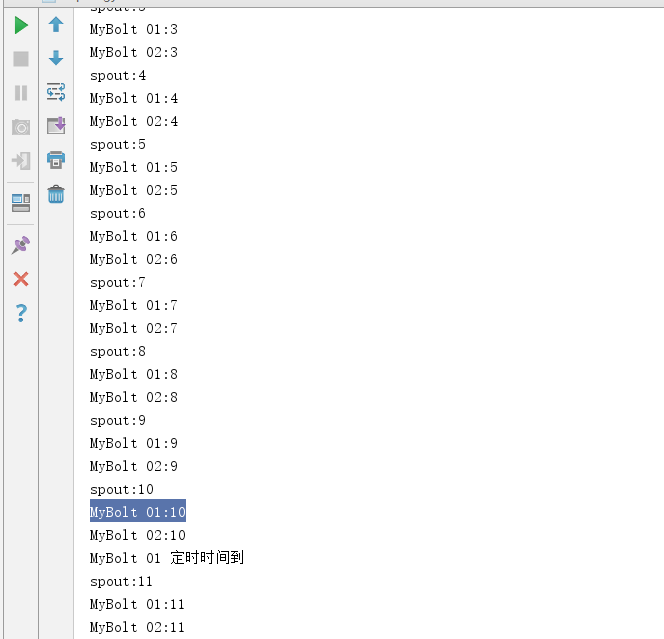 spout:3
MyBolt 01:3
MyBolt 02:3
spout:4
MyBolt 01:4
MyBolt 02:4
spout:5
MyBolt 01:5
MyBolt 02:5
spout:6
MyBolt 01:6
MyBolt 02:6
spout:7
MyBolt 01:7
MyBolt 02:7
spout:8
MyBolt 01:8
MyBolt 02:8
spout:9
MyBolt 01:9
MyBolt 02:9
spout:10
MyBolt 01:10
MyBolt 02:10
MyBolt 01 定时时间到
spout:11
MyBolt 01:11
MyBolt 02:11